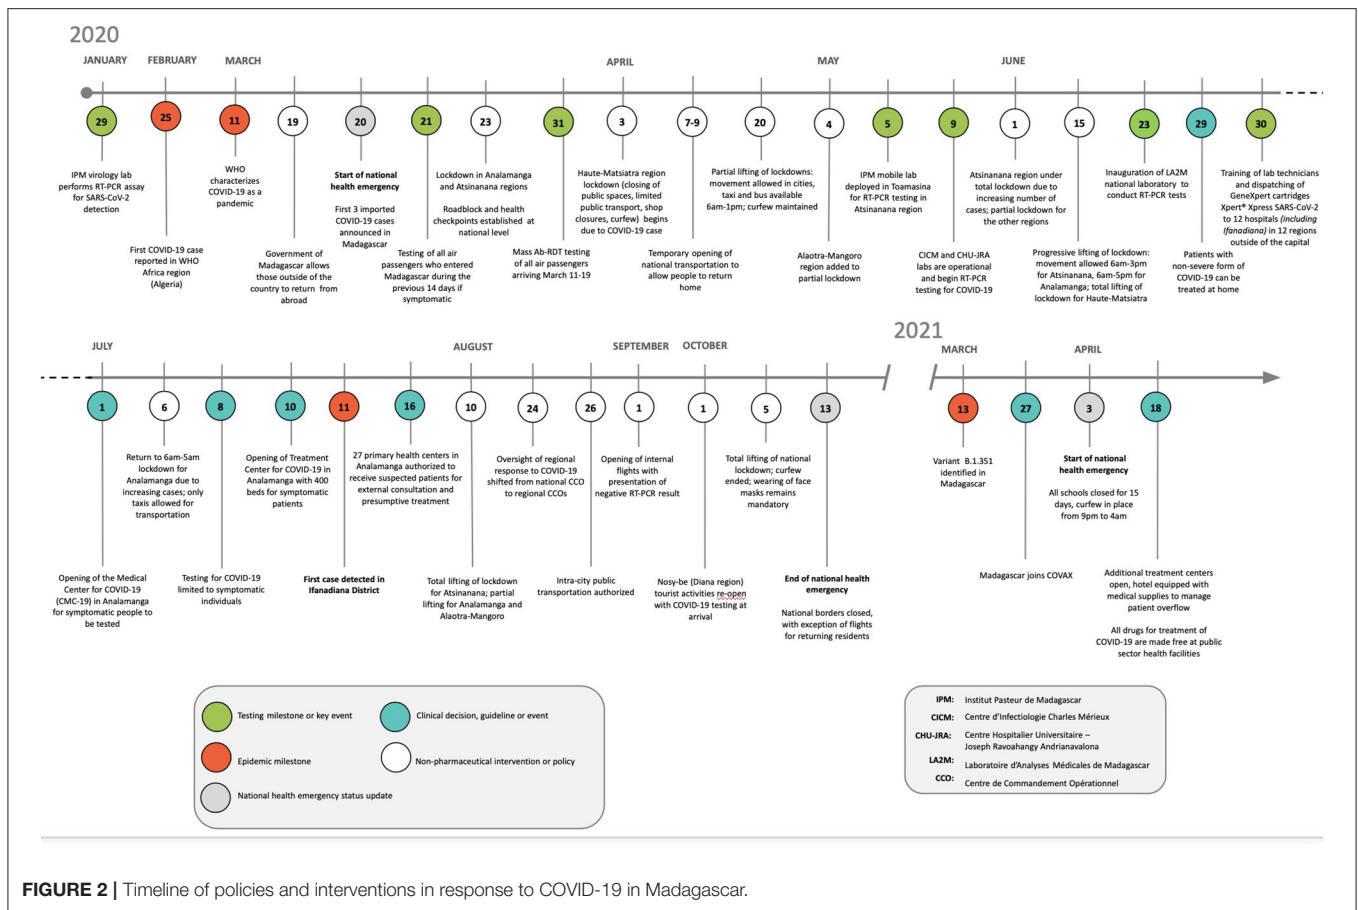 2020
JANUARY
FEBRUARY
MARCH
APRIL
MAY
JUNE
29
IPM virology lab
performs RT-PCR assay
for SARS-CoV-2
detection
25
First COVID-19 case
reported in WHO
Africa region
(Algeria)
11
WHO
characterizes
COVID-19 as a
pandemic
19
Government of
Madagascar allows
those outside of the
country to return from
abroad
20
Start of national
health emergency
First 3 imported
COVID-19 cases
announced in
Madagascar
21
Testing of all air
passengers who entered
Madagascar during the
previous 14 days if
symptomatic
23
Lockdown in Analamanga
and Atsinanana regions
Roadblock and health
checkpoints established at
national level
31
Mass Ab-RDT testing
of all air passengers
arriving March 11-19
3
Haute-Matsiatra region
lockdown (closing of
public spaces, limited
public transport, shop
closures, curfew) begins
due to COVID-19 case
7-9
Temporary opening of
national transportation to
allow people to return
home
20
Partial lifting of lockdowns:
movement allowed in cities,
taxi and bus available
6am-1pm; curfew maintained
4
Alaotra-Mangoro
region added to
partial lockdown
5
IPM mobile lab
deployed in Toamasina
for RT-PCR testing in
Atsinanana region
9
CICM and CHU-JRA
labs are operational
and begin RT-PCR
testing for COVID-19
1
Atsinanana region under
total lockdown due to
increasing number of
cases; partial lockdown for
the other regions
15
Progressive lifting of lockdown:
movement allowed 6am-3pm
for Atsinanana, 6am-5pm for
Analamanga; total lifting of
lockdown for Haute-Matsiatra
23
Inauguration of LA2M
national laboratory to
conduct RT-PCR tests
29
Patients with
non-severe form of
COVID-19 can be
treated at home
30
Training of lab technicians
and dispatching of
GeneXpert cartridges
Xpert® Xpress SARS-CoV-2
to 12 hospitals (including
Ifanadiana) in 12 regions
outside of the capital
2021
JULY
AUGUST
SEPTEMBER
OCTOBER
MARCH
APRIL
1
Opening of the Medical
Center for COVID-19
(CMC-19) in Analamanga
for symptomatic people to
be tested
6
Return to 6am-5am
lockdown for
Analamanga due to
increasing cases; only
taxis allowed for
transportation
8
Testing for COVID-19
limited to symptomatic
individuals
10
Opening of Treatment
Center for COVID-19 in
Analamanga with 400
beds for symptomatic
patients
11
First case detected in
Ifanadiana District
16
27 primary health centers in
Analamanga authorized to
receive suspected patients for
external consultation and
presumptive treatment
10
Total lifting of lockdown
for Atsinanana; partial
lifting for Analamanga and
Alaotra-Mangoro
24
Oversight of regional
response to COVID-19
shifted from national CCO
to regional CCOs
26
Intra-city public
transportation authorized
1
Opening of internal
flights with
presentation of
negative RT-PCR result
1
Nosy-be (Diana region)
tourist activities re-open
with COVID-19 testing at
arrival
5
Total lifting of national
lockdown; curfew
ended; wearing of face
masks remains
mandatory
13
End of national health
emergency
National borders closed,
with exception of flights
for returning residents
13
Variant B.1.351
identified in
Madagascar
27
Madagascar joins COVAX
3
Start of national
health emergency
All schools closed for 15
days, curfew in place
from 9pm to 4am
18
Additional treatment centers
open, hotel equipped with
medical supplies to manage
patient overflow
All drugs for treatment of
COVID-19 are made free at public
sector health facilities
Testing milestone or key event
Clinical decision, guideline or event
Epidemic milestone
Non-pharmaceutical intervention or policy
National health emergency status update
IPM: Institut Pasteur de Madagascar
CICM: Centre d'Infectiologie Charles Mérieux
CHU-JRA: Centre Hospitalier Universitaire –
Joseph Ravoahangy Andrianavalona
LA2M: Laboratoire d'Analyses Médicales de Madagascar
CCO: Centre de Commandement Opérationnel
FIGURE 2 | Timeline of policies and interventions in response to COVID-19 in Madagascar.